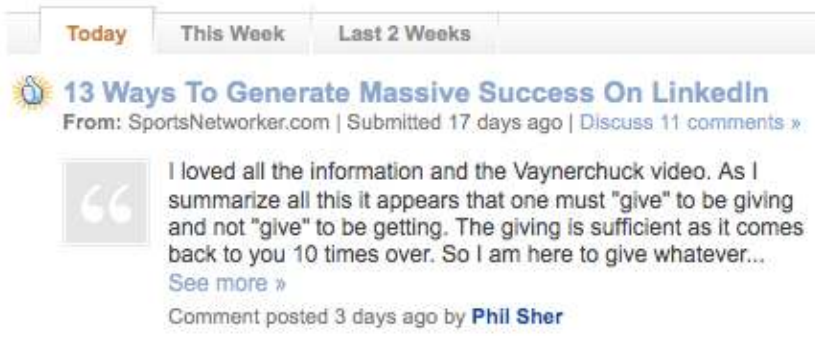 Today This Week Last 2 Weeks
13 Ways To Generate Massive Success On LinkedIn
From: SportsNetworker.com | Submitted 17 days ago | Discuss 11 comments »
I loved all the information and the Vaynerchuck video. As I
summarize all this it appears that one must "give" to be giving
and not "give" to be getting. The giving is sufficient as it comes
back to you 10 times over. So I am here to give whatever...
See more »
Comment posted 3 days ago by Phil Sher